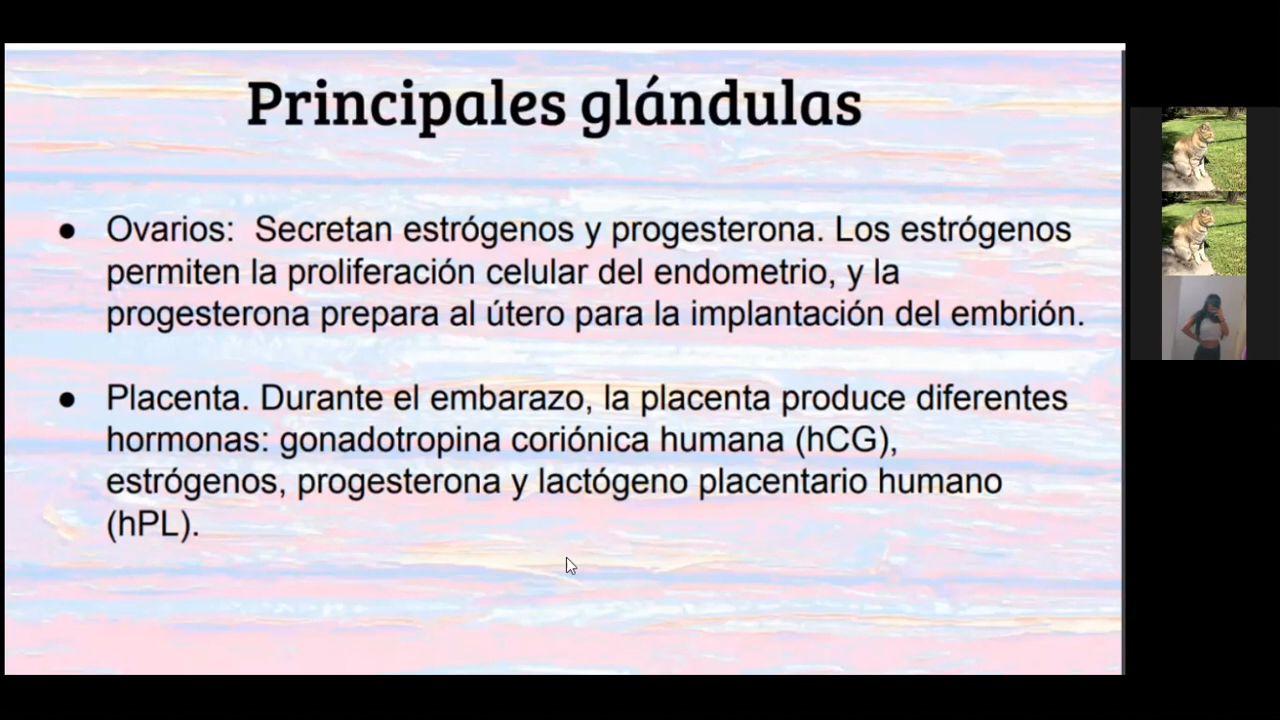 Principales glándulas
● Ovarios: Secretan estrógenos y progesterona. Los estrógenos
permiten la proliferación celular del endometrio, y la
progesterona prepara al útero para la implantación del embrión.
● Placenta. Durante el embarazo, la placenta produce diferentes
hormonas: gonadotropina coriónica humana (hCG),
estrógenos, progesterona y lactógeno placentario humano
(hPL).